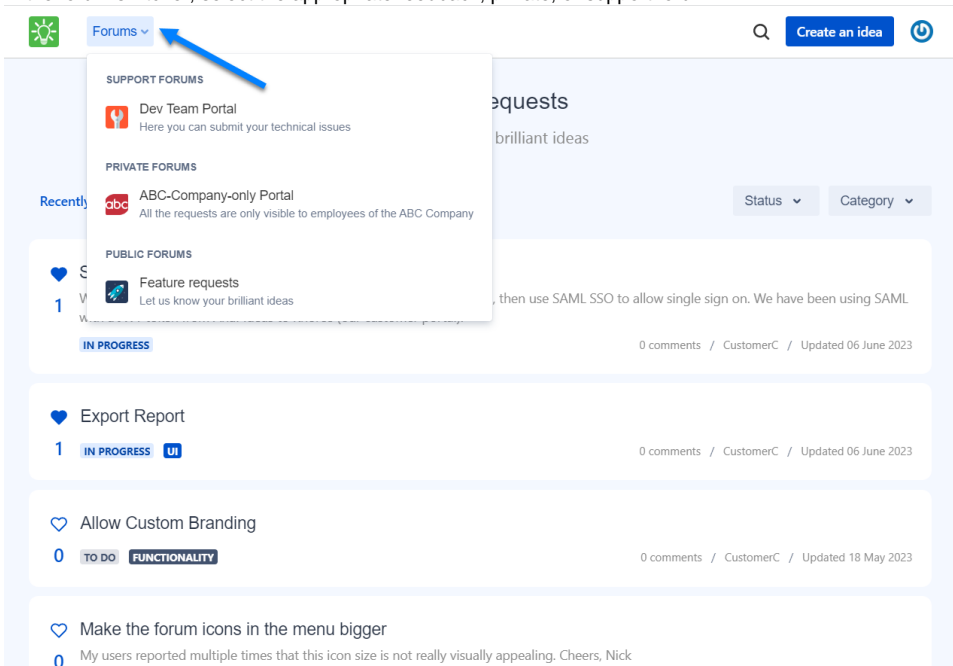 Forums
Create an idea
SUPPORT FORUMS
Dev Team Portal
Here you can submit your technical issues
PRIVATE FORUMS
abc
ABC-Company-only Portal
All the requests are only visible to employees of the ABC Company
PUBLIC FORUMS
Feature requests
Let us know your brilliant ideas
equests
brilliant ideas
Recently
Status
Category
S
1
, then use SAML SSO to allow single sign on. We have been using SAML
IN PROGRESS
0 comments / CustomerC / Updated 06 June 2023
Export Report
1 IN PROGRESS UI
0 comments / CustomerC / Updated 06 June 2023
Allow Custom Branding
0 TO DO FUNCTIONALITY
0 comments / CustomerC / Updated 18 May 2023
Make the forum icons in the menu bigger
0 My users reported multiple times that this icon size is not really visually appealing. Cheers, Nick